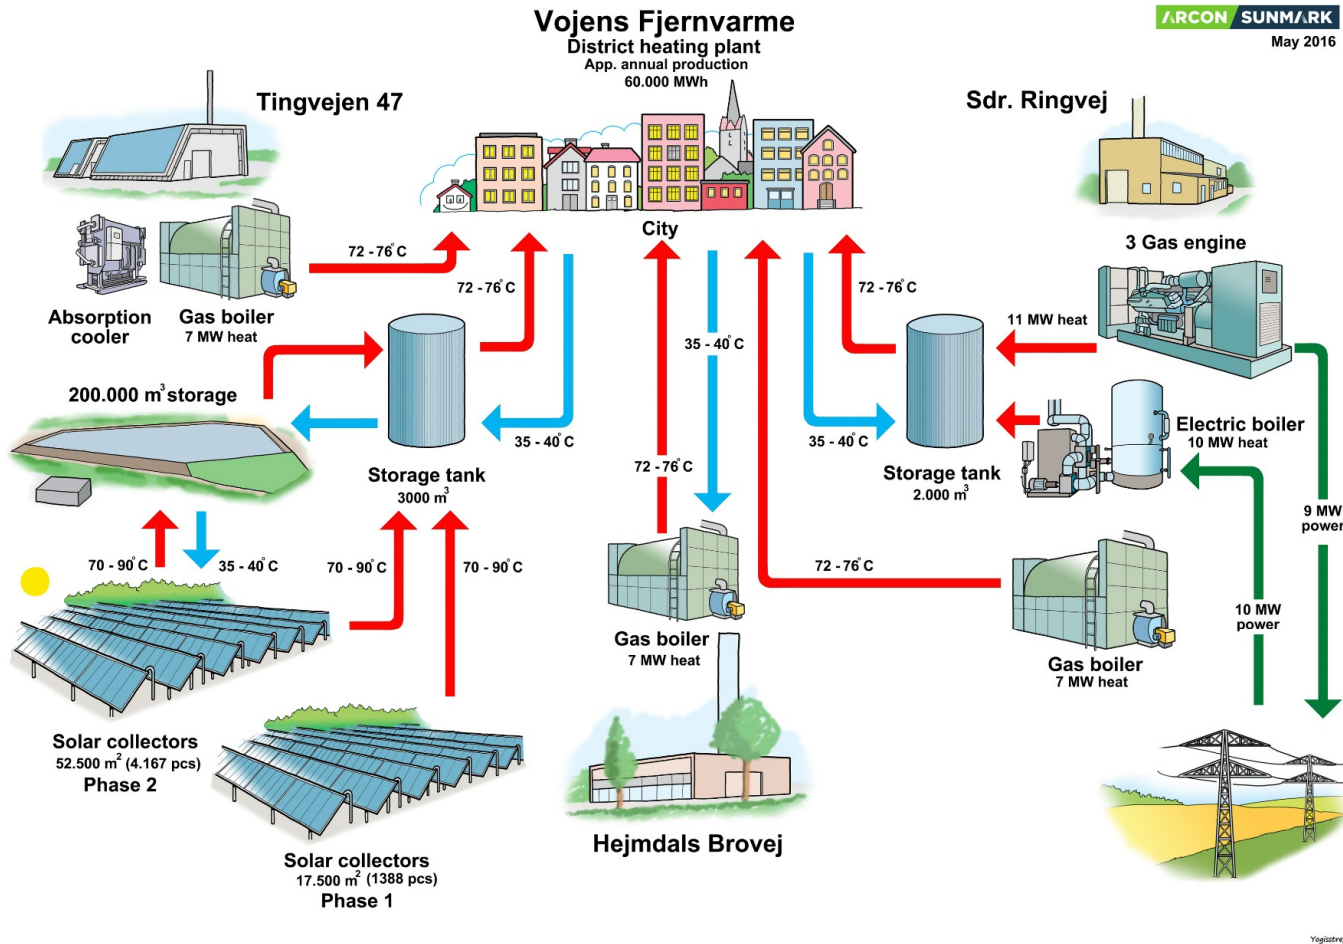 Vojens Fjernvarme
District heating plant
App. annual production
60.000 MWh
ARCON SUNMARK
May 2016
Tingvejen 47
Sdr. Ringvej
City
3 Gas engine
72 - 76°C
72 - 76°C
72 - 76°C
11 MW heat
Absorption
cooler
Gas boiler
7 MW heat
35 - 40°C
200.000 m³ storage
35 - 40°C
35 - 40°C
Electric boiler
10 MW heat
72 - 76°C
Storage tank
3000 m³
Storage tank
2.000 m³
9 MW
power
70 - 90°C
35 - 40°C
70 - 90°C
70 - 90°C
72 - 76°C
10 MW
power
Gas boiler
7 MW heat
Gas boiler
7 MW heat
Solar collectors
52.500 m² (4.167 pcs)
Phase 2
Hejmdals Brovej
Solar collectors
17.500 m² (1388 pcs)
Phase 1